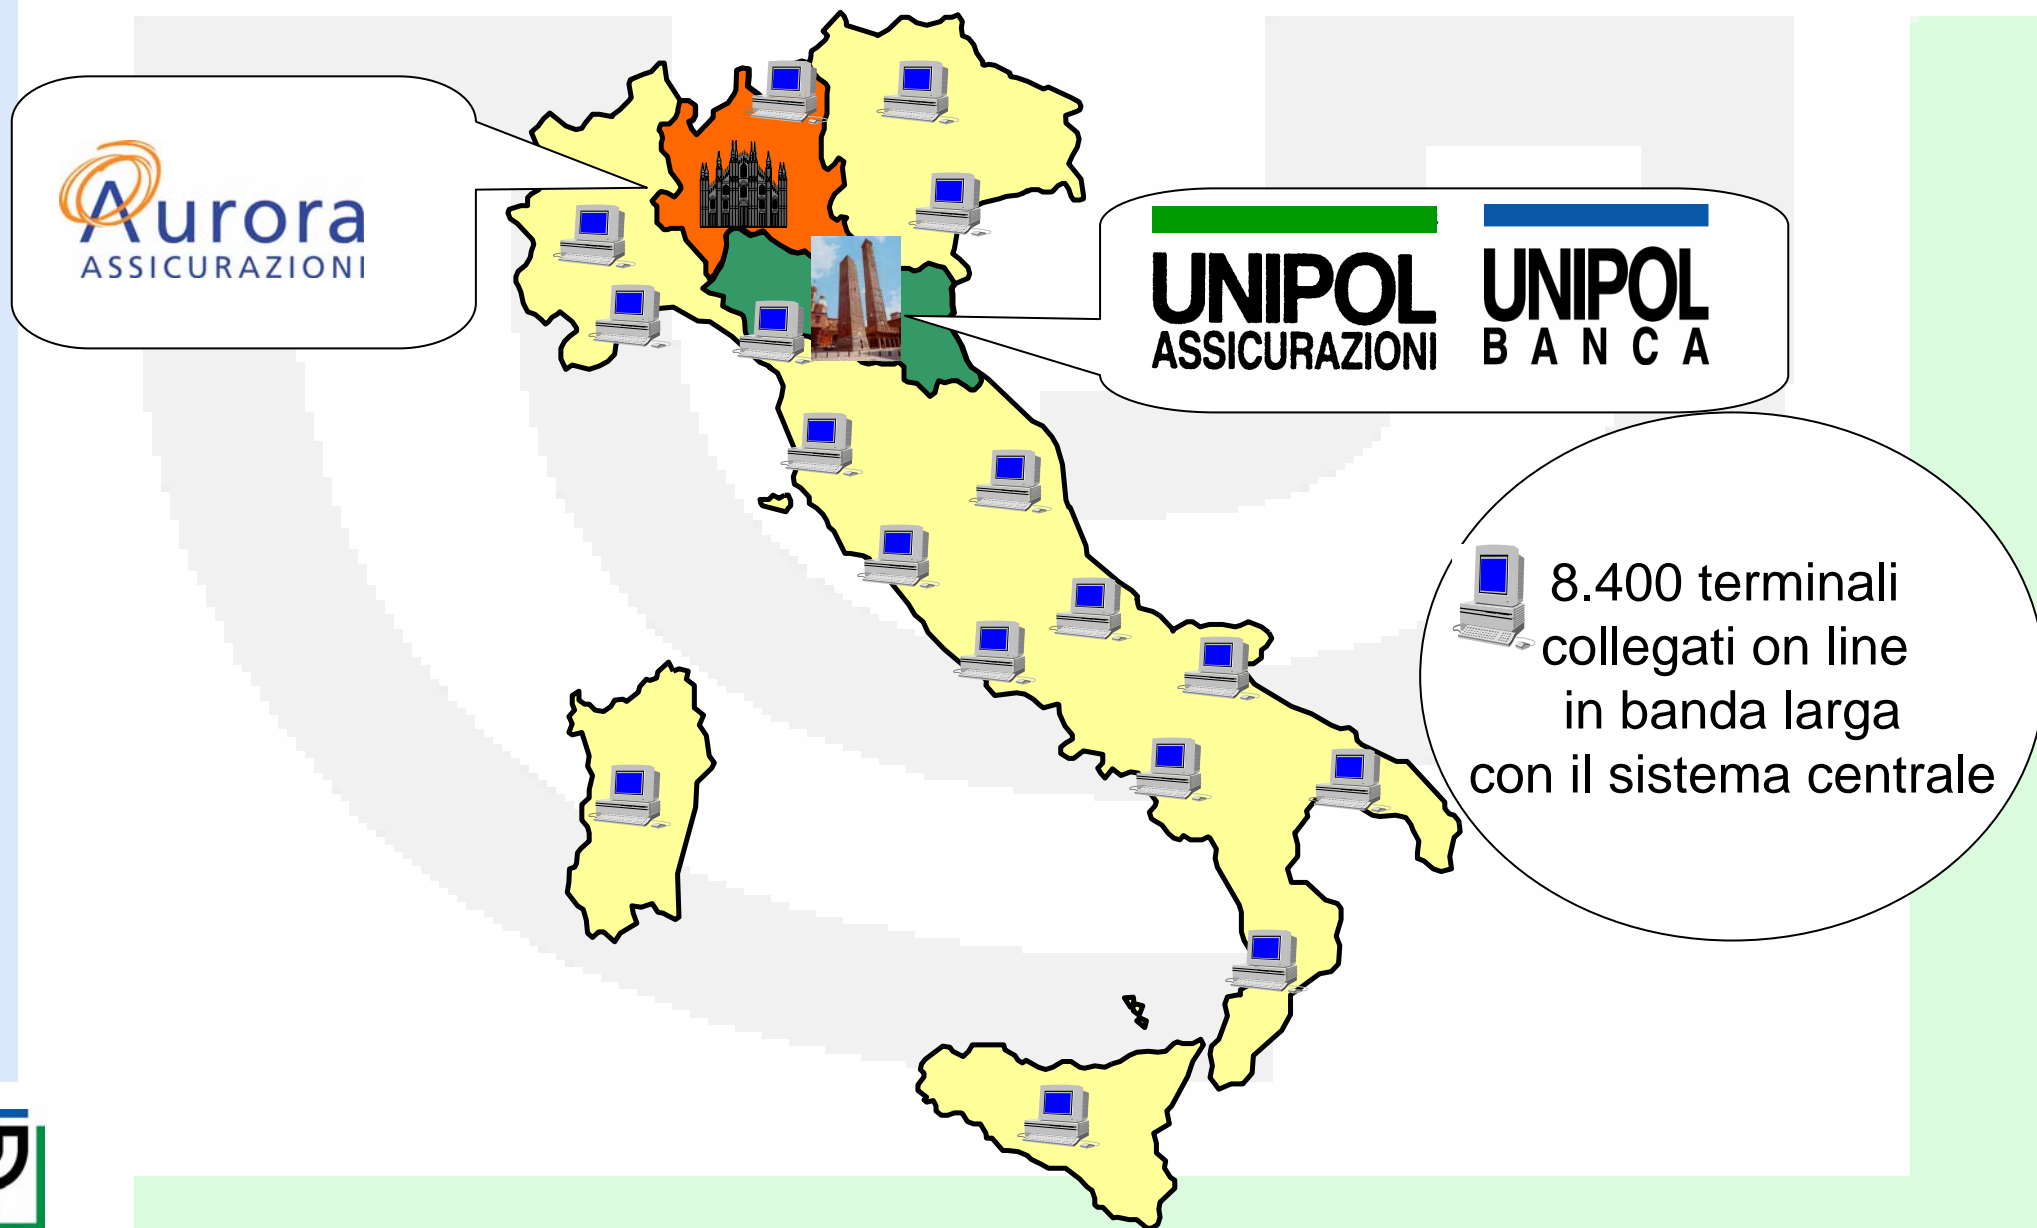 Aurora
ASSICURAZIONI
UNIPOL
ASSICURAZIONI
UNIPOL
BANCA
8.400 terminali
collegati on line
in banda larga
con il sistema centrale